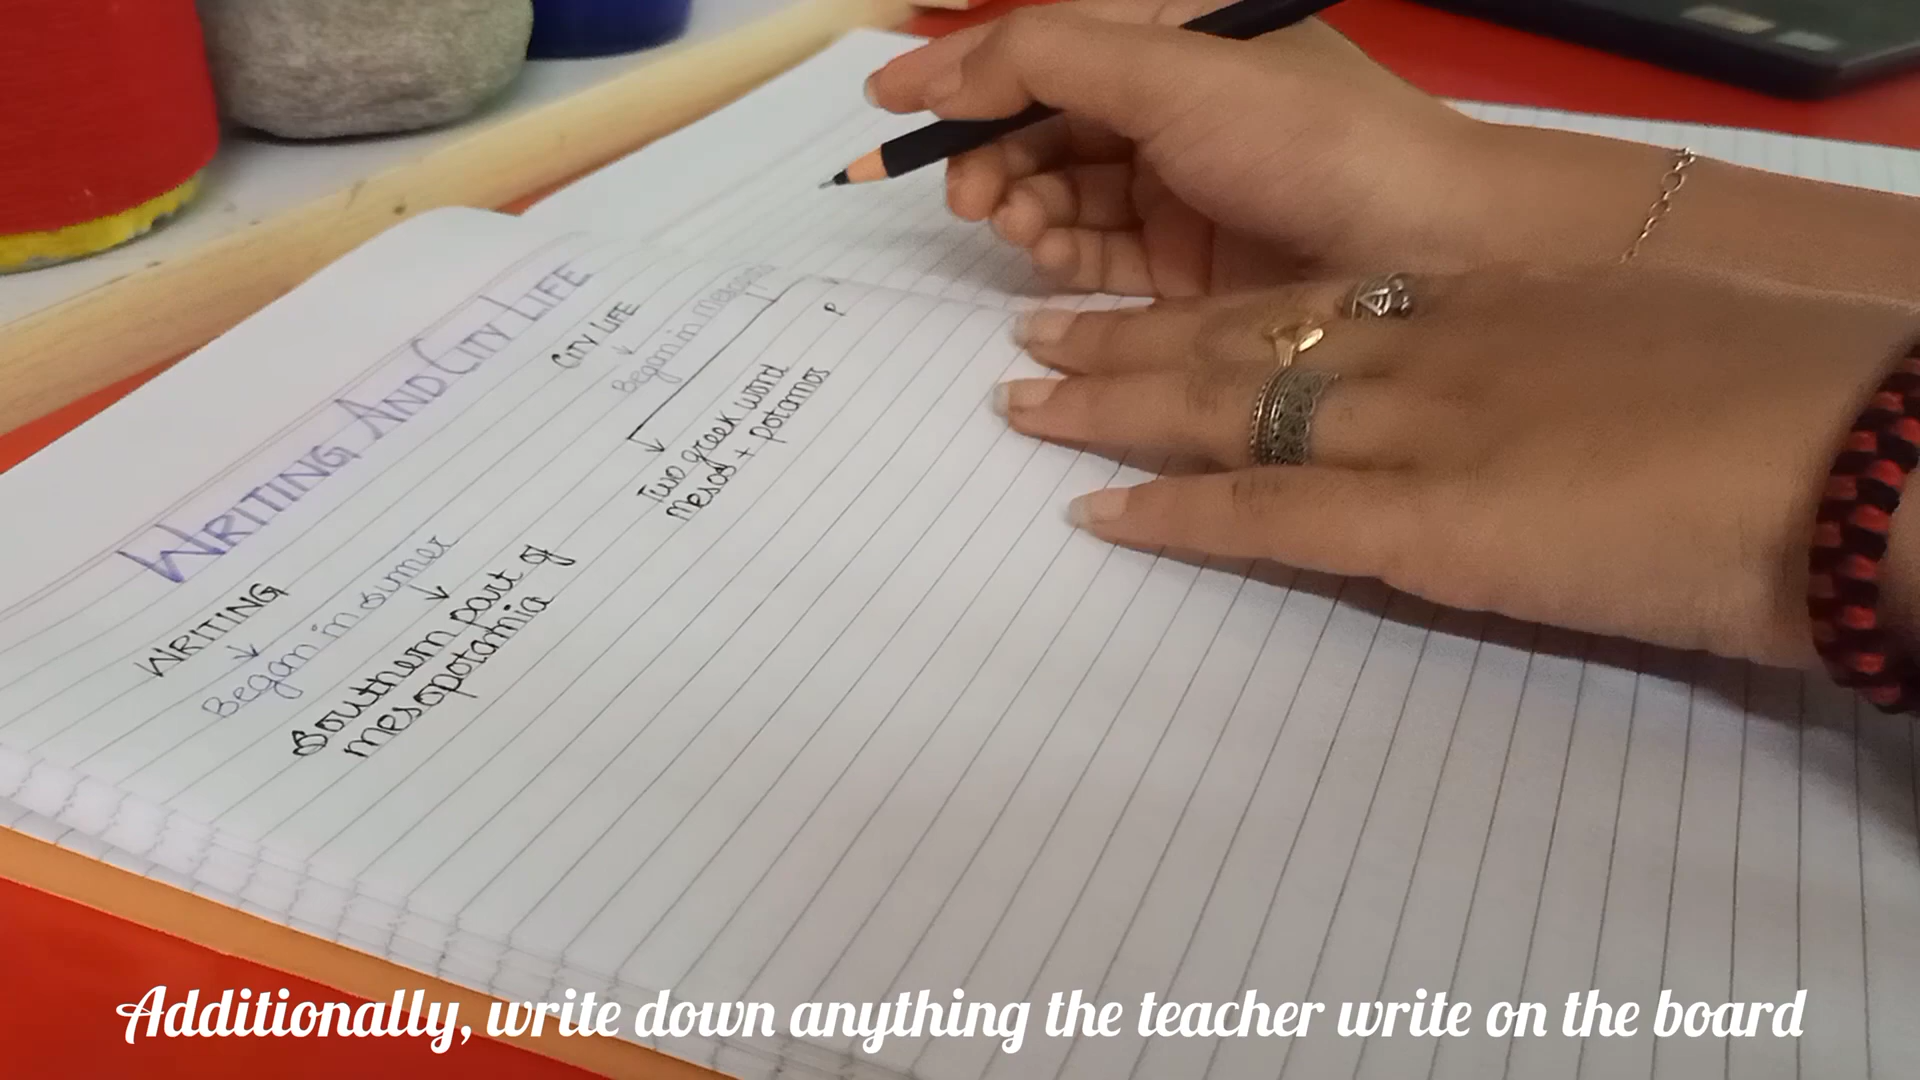 WRITING AND CITY LIFE
WRITING
Began in sumer
Southern part of
mesopotamia
CITY LIFE
Began in
Two greek word
mesos + potamos
P
Additionally, write down anything the teacher write on the board